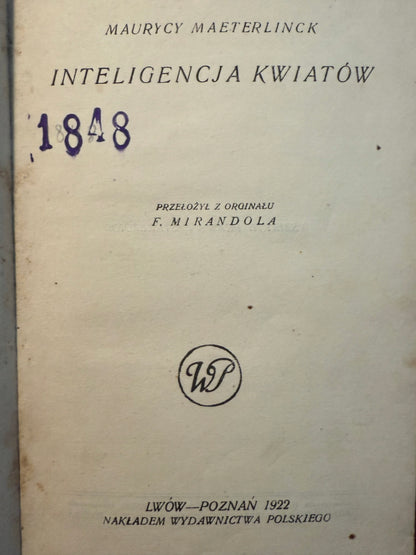 MAURYCY MAETERLINCK
INTELIGENCJA KWIATÓW
1848
PRZEŁOŻYŁ Z ORGINAŁU
F. MIRANDOLA
WP
LWÓW—POZNAŃ 1922
NAKŁADEM WYDAWNICTWA POLSKIEGO